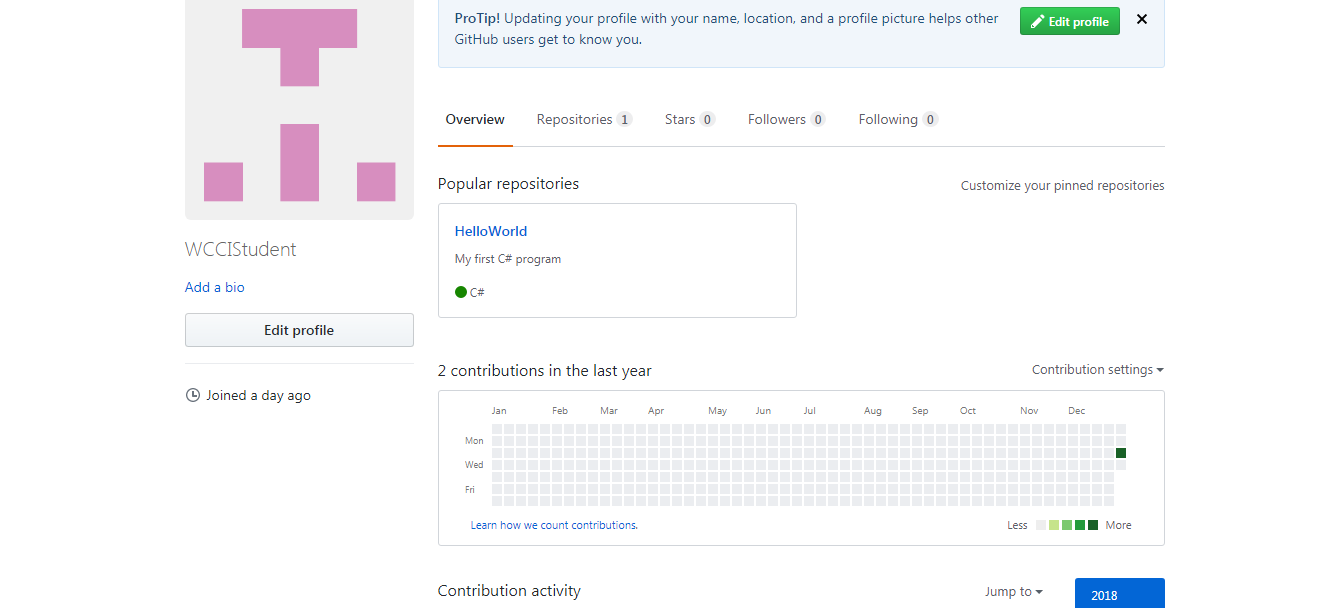 ProTip! Updating your profile with your name, location, and a profile picture helps other
GitHub users get to know you.
Edit profile
Overview
Repositories 1
Stars 0
Followers 0
Following 0
Popular repositories
Customize your pinned repositories
HelloWorld
My first C# program
C#
WCCIStudent
Add a bio
Edit profile
Joined a day ago
2 contributions in the last year
Contribution settings
Jan Feb Mar Apr May Jun Jul Aug Sep Oct Nov Dec
Mon
Wed
Fri
Learn how we count contributions.
Less More
Contribution activity
Jump to
2018